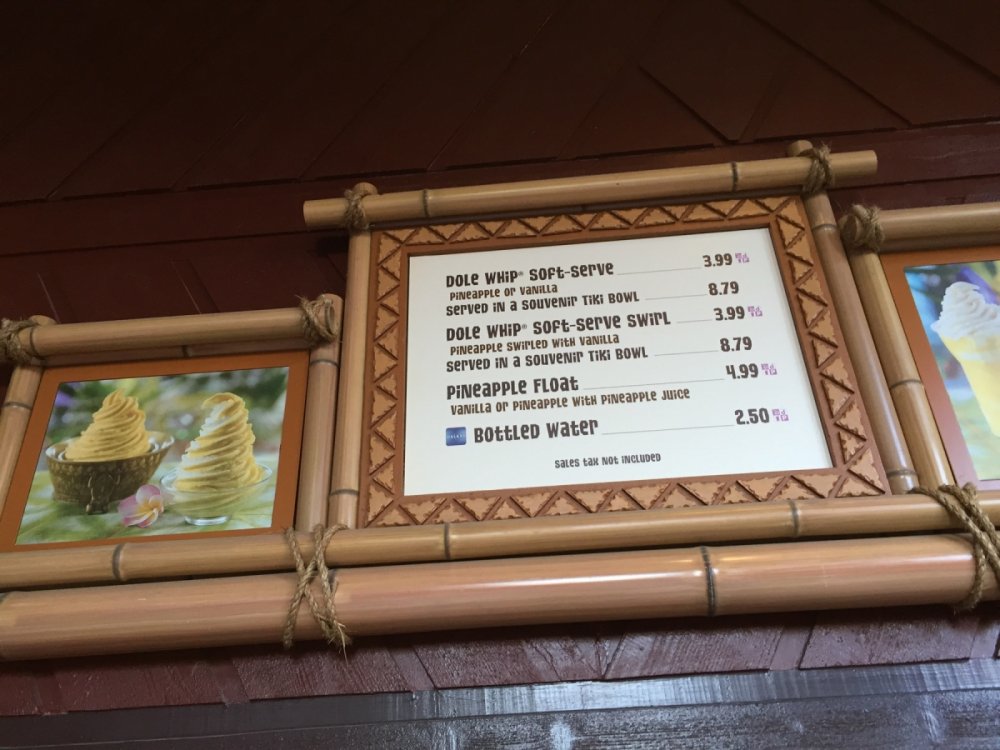 Dole Whip® Soft-Serve 3.99
Pineapple or Vanilla
Served in a Souvenir Tiki Bowl 8.79
Dole Whip® Soft-Serve Swirl 3.99
Pineapple Swirled with Vanilla
Served in a Souvenir Tiki Bowl 8.79
Pineapple Float 4.99
Vanilla or Pineapple with Pineapple Juice
Bottled Water 2.50
Sales tax not included